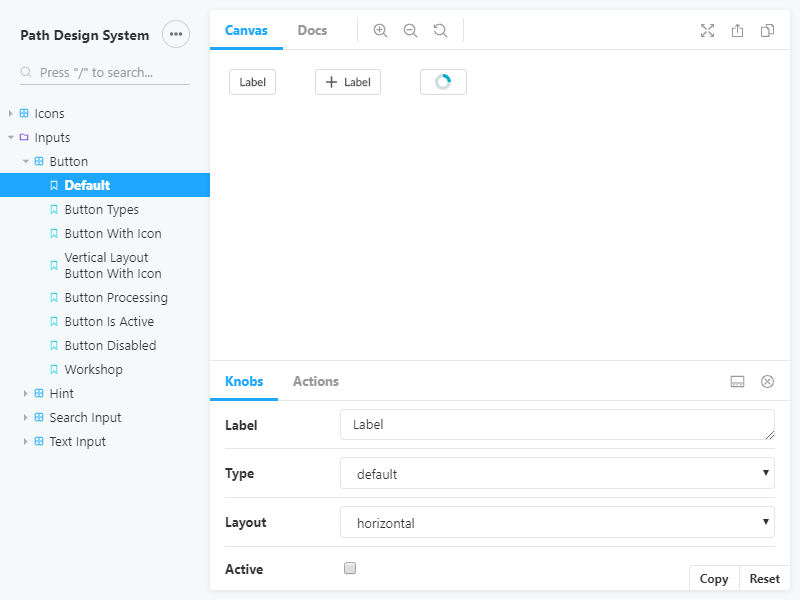 Path Design System
Press "/" to search...
Icons
Inputs
Button
Default
Button Types
Button With Icon
Vertical Layout
Button With Icon
Button Processing
Button Is Active
Button Disabled
Workshop
Hint
Search Input
Text Input
Canvas Docs
Label + Label
Knobs Actions
Label Label
Type default
Layout horizontal
Active
Copy Reset